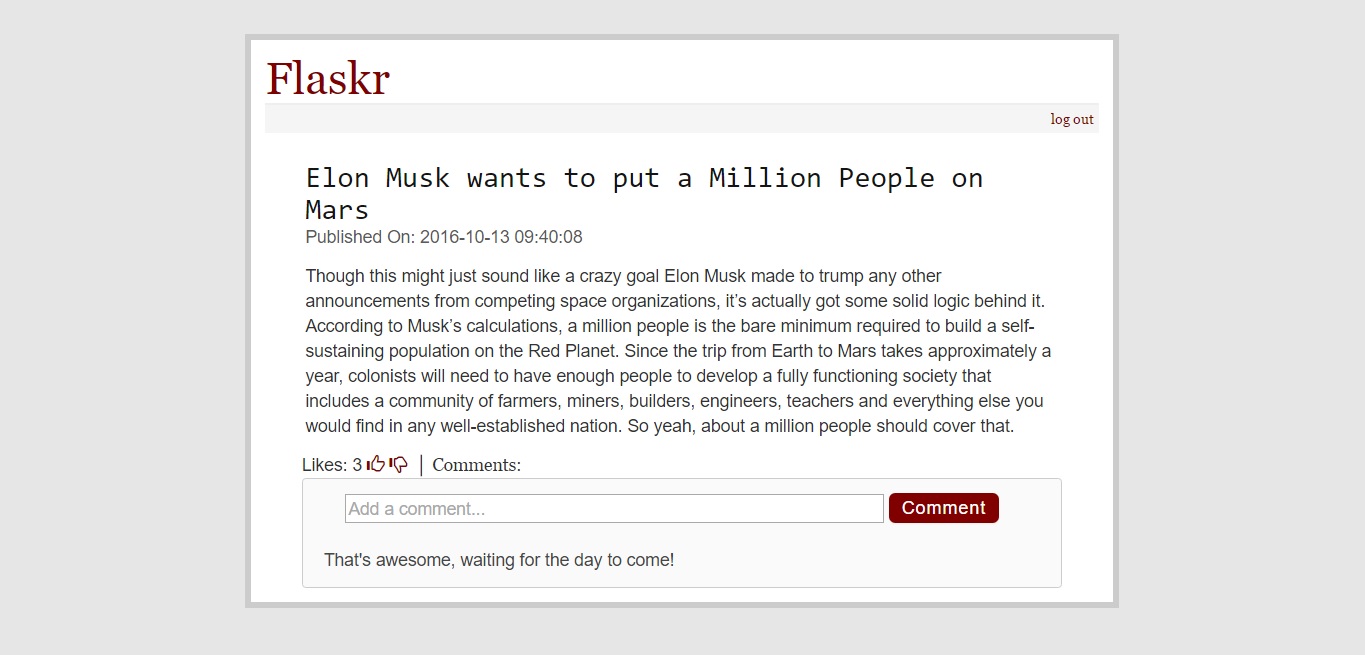 Flaskr
log out
Elon Musk wants to put a Million People on
Mars
Published On: 2016-10-13 09:40:08
Though this might just sound like a crazy goal Elon Musk made to trump any other
announcements from competing space organizations, it’s actually got some solid logic behind it.
According to Musk’s calculations, a million people is the bare minimum required to build a self-
sustaining population on the Red Planet. Since the trip from Earth to Mars takes approximately a
year, colonists will need to have enough people to develop a fully functioning society that
includes a community of farmers, miners, builders, engineers, teachers and everything else you
would find in any well-established nation. So yeah, about a million people should cover that.
Likes: 3 | Comments:
Add a comment... Comment
That's awesome, waiting for the day to come!